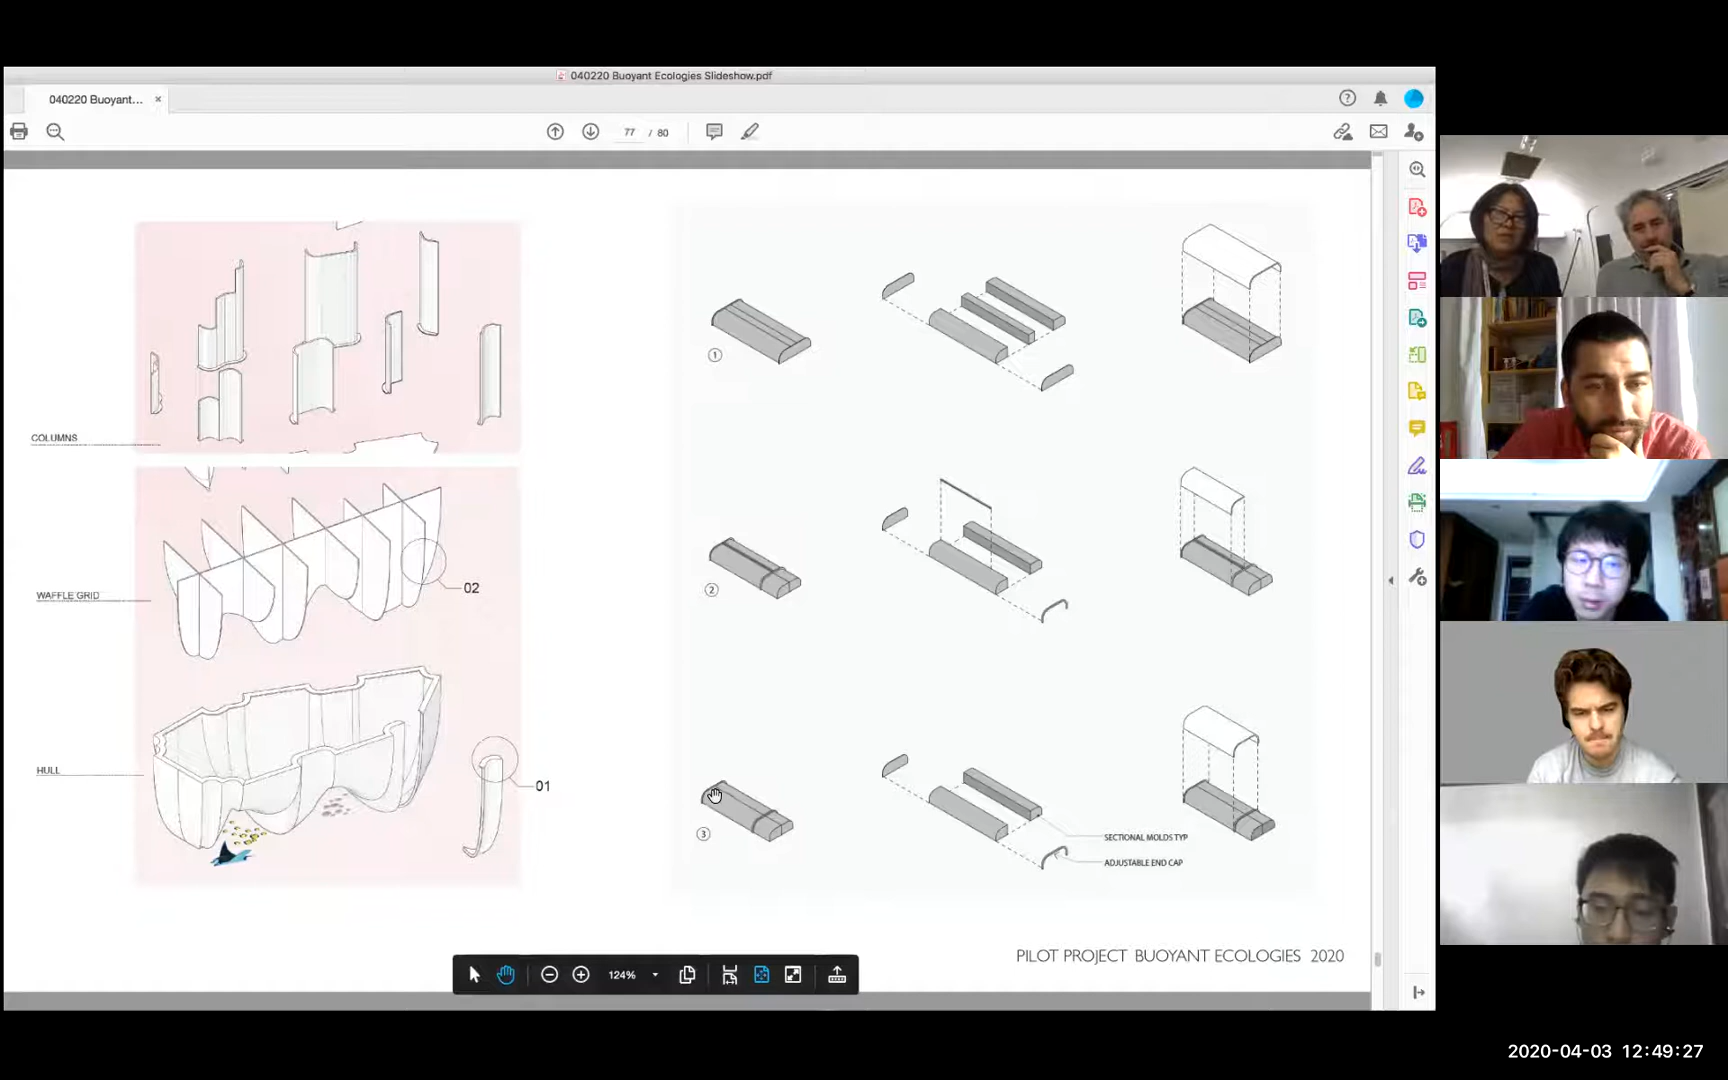 040220 Buoyant Ecologies Slideshow.pdf
040220 Buoyant... ×
77 / 80
COLUMNS
WAFFLE GRID
02
HULL
01
1
2
3
SECTIONAL MOLDS TYP
ADJUSTABLE END CAP
PILOT PROJECT BUOYANT ECOLOGIES 2020
124%
2020-04-03 12:49:27